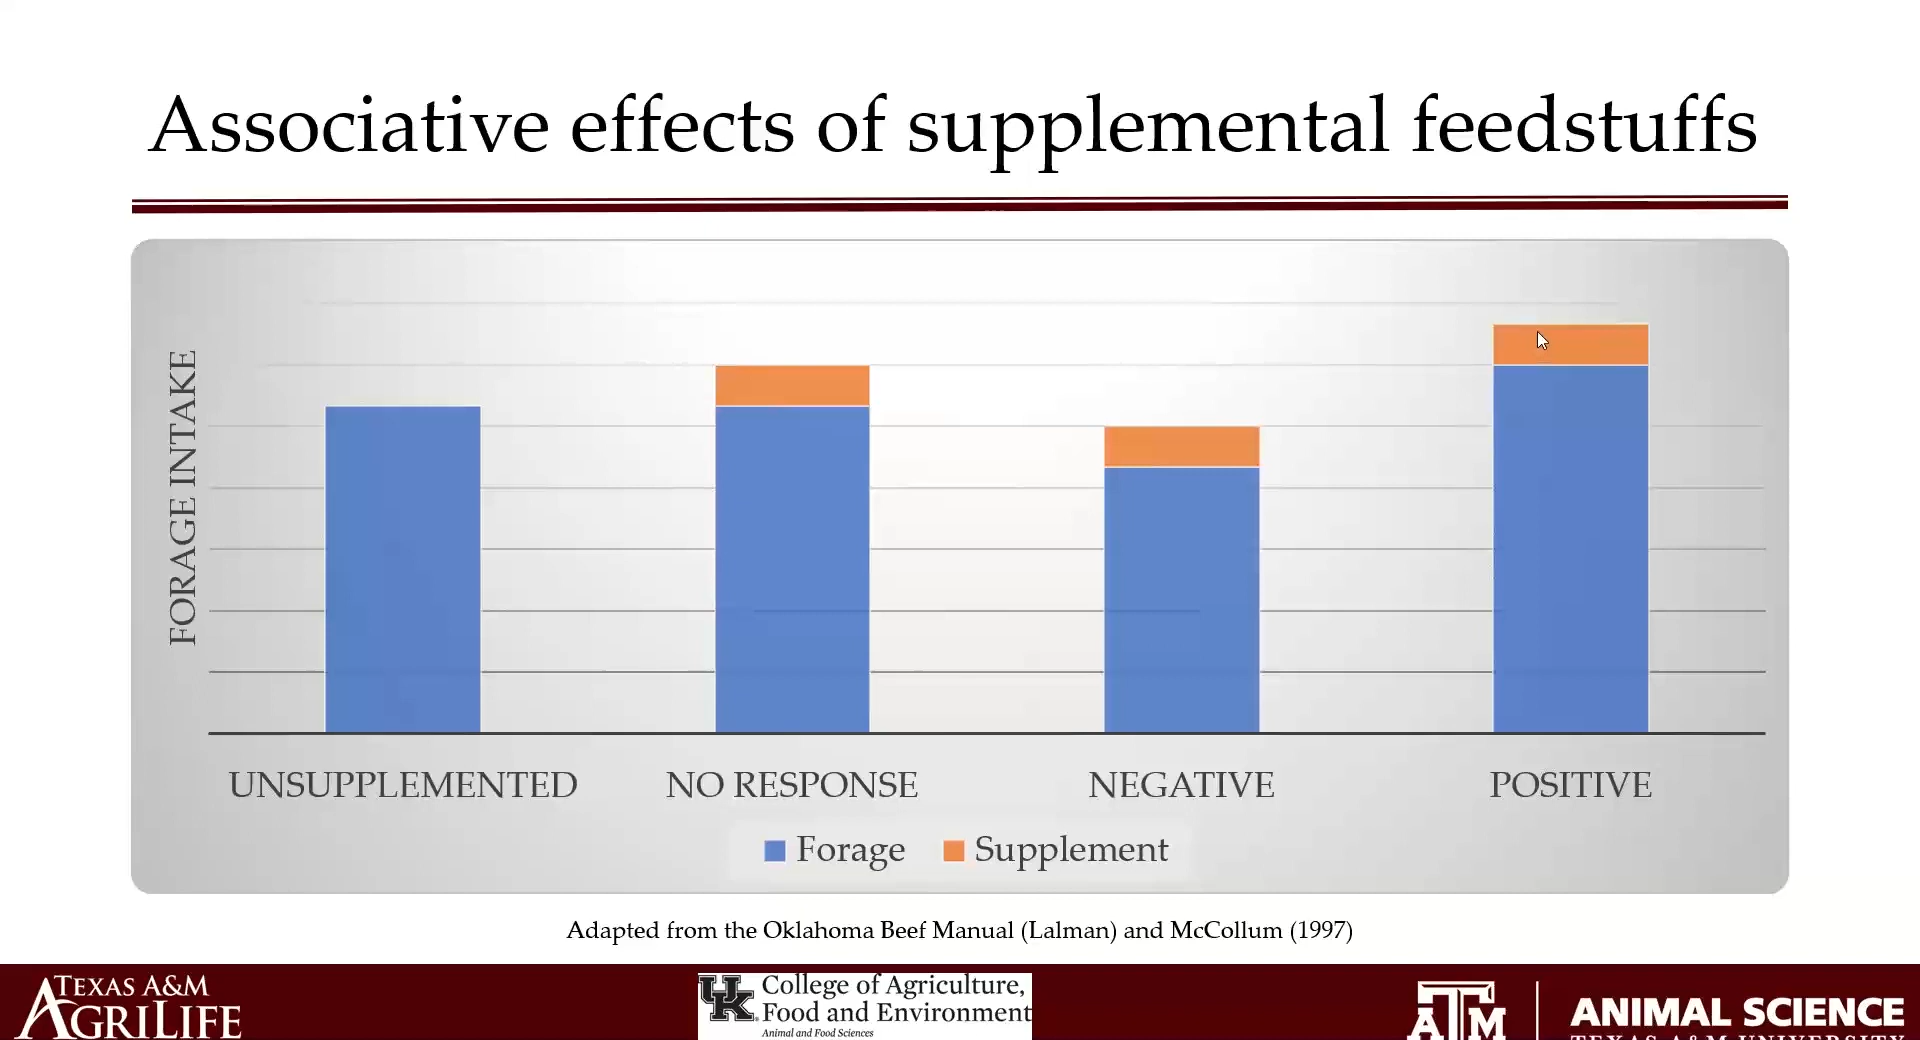 Associative effects of supplemental feedstuffs
FORAGE INTAKE
UNSUPPLEMENTED
NO RESPONSE
NEGATIVE
POSITIVE
Forage
Supplement
Adapted from the Oklahoma Beef Manual (Lalman) and McCollum (1997)
TEXAS A&M
AGRILIFE
UK
College of Agriculture,
Food and Environment
Animal and Food Sciences
ATM
ANIMAL SCIENCE
TEXAS A&M UNIVERSITY